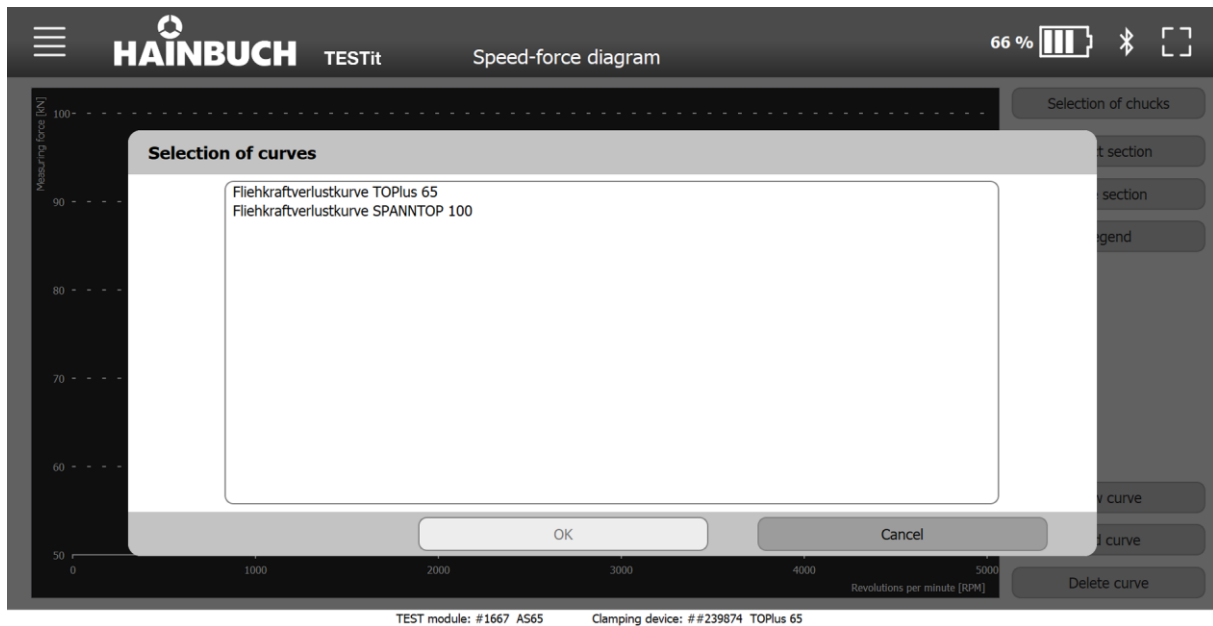 HAINBUCH TESTit Speed-force diagram 66 %
Measuring force [kN]
100
90
80
70
60
50
0 1000 2000 3000 4000 5000
Revolutions per minute [RPM]
Selection of chucks
section
section
curve
curve
Delete curve
Selection of curves
Fliehkraftverlustkurve TOPlus 65
Fliehkraftverlustkurve SPANNTOP 100
OK Cancel
TEST module: #1667 AS65 Clamping device: ##239874 TOPlus 65